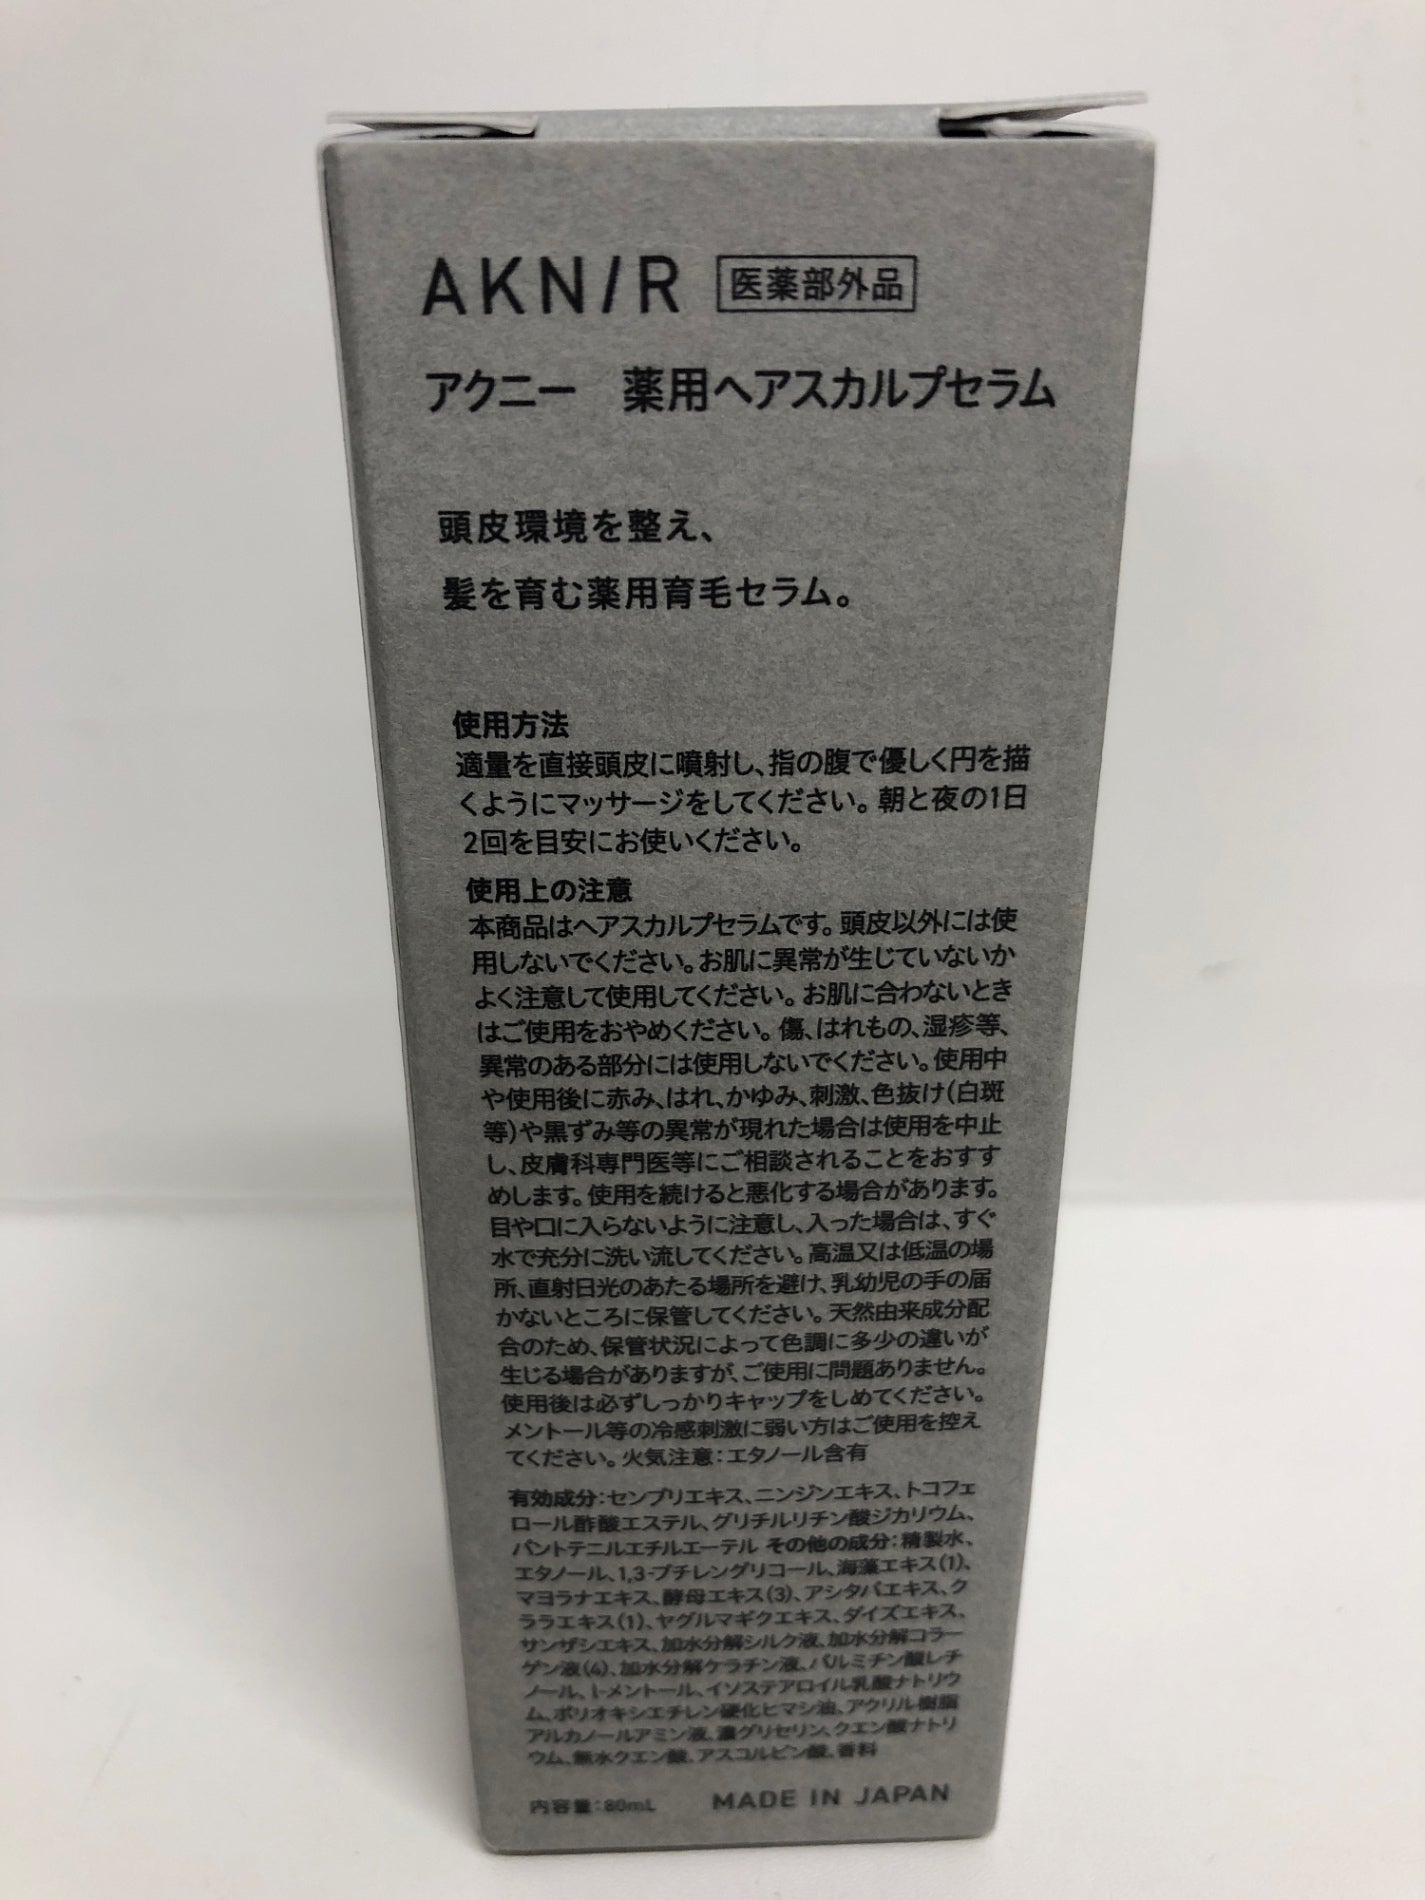 AKN/R 医薬部外品
アクニー 薬用ヘアスカルプセラム
頭皮環境を整え、
髪を育む薬用育毛セラム。
使用方法
適量を直接頭皮に噴射し、指の腹で優しく円を描
くようにマッサージをしてください。朝と夜の1日
2回を目安にお使いください。
使用上の注意
本商品はヘアスカルプセラムです。頭皮以外には使
用しないでください。お肌に異常が生じていないか
よく注意して使用してください。お肌に合わないとき
はご使用をおやめください。傷、はれもの、湿疹等、
異常のある部分には使用しないでください。使用中
や使用後に赤み、はれ、かゆみ、刺激、色抜け(白斑
等)や黒ずみ等の異常が現れた場合は使用を中止
し、皮膚科専門医等にご相談されることをおすす
めします。使用を続けると悪化する場合があります。
目や口に入らないように注意し、入った場合は、すぐ
水で充分に洗い流してください。高温又は低温の場
所、直射日光のあたる場所を避け、乳幼児の手の届
かないところに保管してください。天然由来成分配
合のため、保管状況によって色調に多少の違いが
生じる場合がありますが、ご使用に問題ありません。
使用後は必ずしっかりキャップをしめてください。
メントール等の冷感刺激に弱い方はご使用を控え
てください。火気注意：エタノール含有
有効成分：センブリエキス、ニンジンエキス、トコフェ
ロール酢酸エステル、グリチルリチン酸ジカリウム、
パントテニルエチルエーテル その他の成分：精製水、
エタノール、1,3-ブチレングリコール、海藻エキス(1)、
マヨラナエキス、酵母エキス(3)、アシタバエキス、ク
ララエキス(1)、ヤグルマギクエキス、ダイズエキス、
サンザシエキス、加水分解シルク液、加水分解コラー
ゲン液(4)、加水分解ケラチン液、パルミチン酸レチ
ノール、l-メントール、イソステアロイル乳酸ナトリウ
ム、ポリオキシエチレン硬化ヒマシ油、アクリル樹脂
アルカノールアミン液、濃グリセリン、クエン酸ナトリ
ウム、無水クエン酸、アスコルビン酸、香料
内容量：80mL MADE IN JAPAN